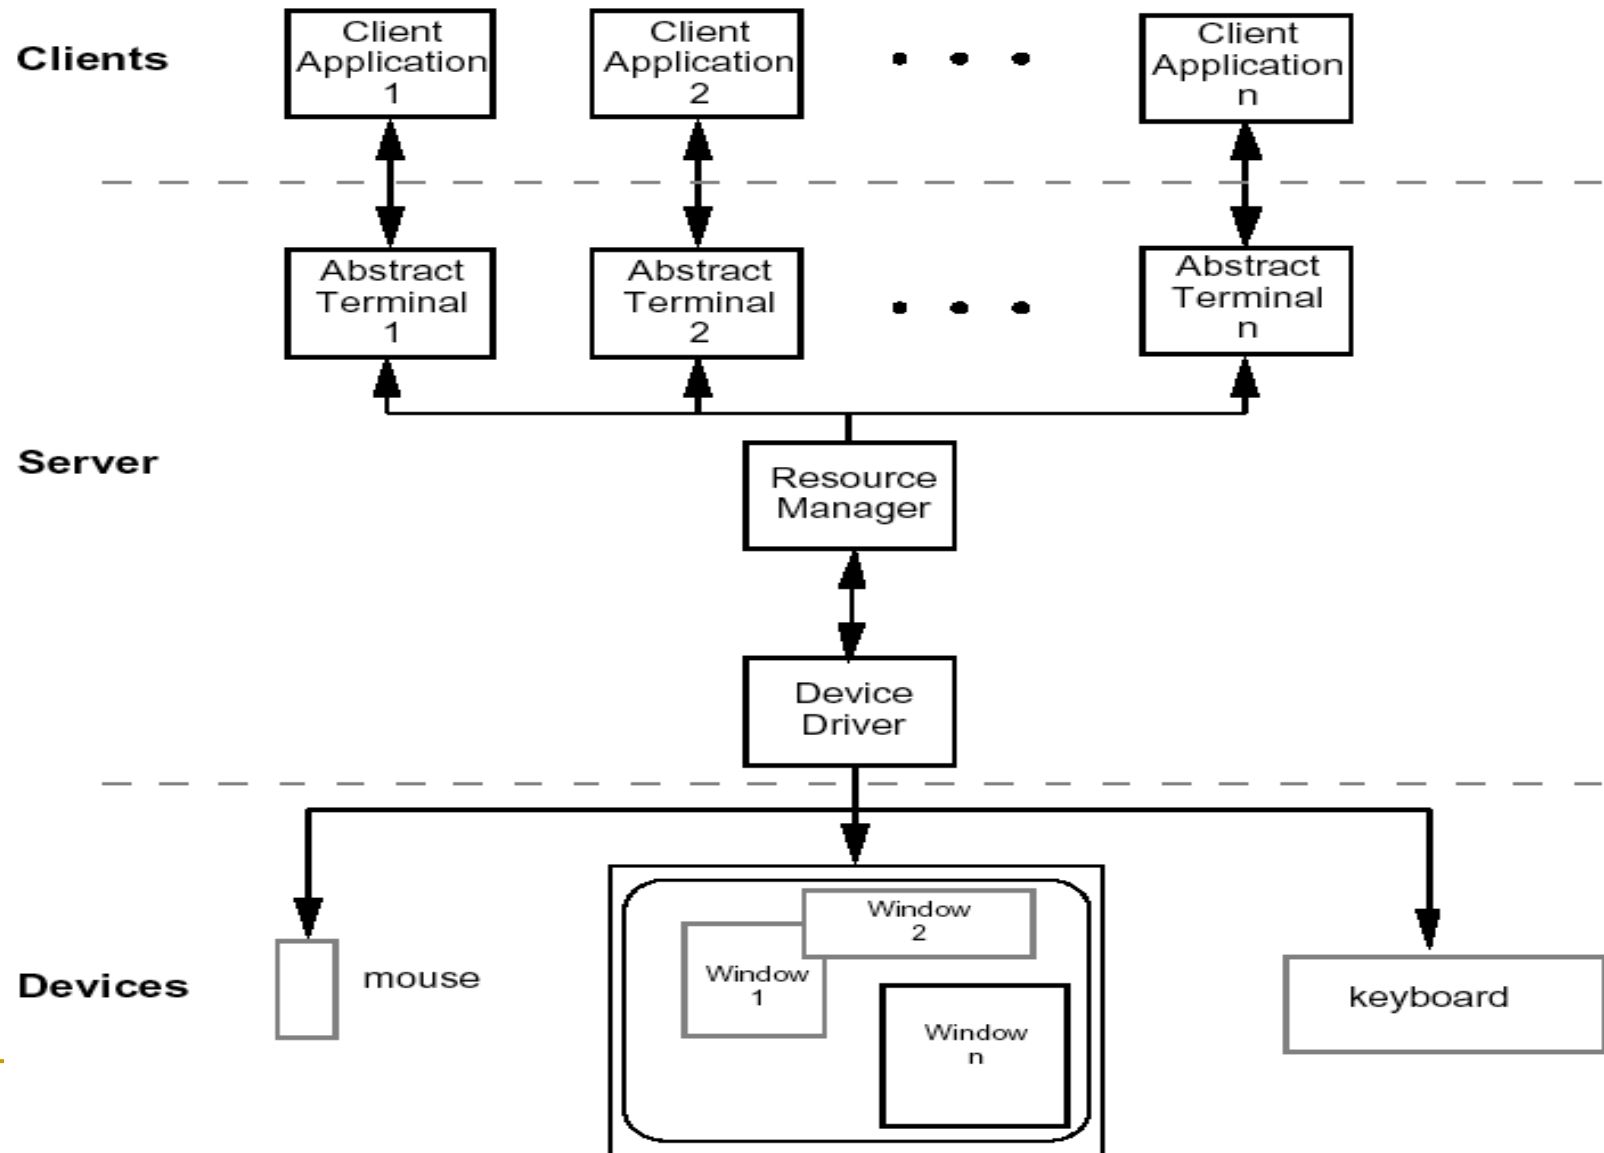 Clients
Client
Application
1
Client
Application
2
Client
Application
n
Abstract
Terminal
1
Abstract
Terminal
2
Abstract
Terminal
n
Server
Resource
Manager
Device
Driver
Devices
mouse
Window
1
Window
2
Window
n
keyboard